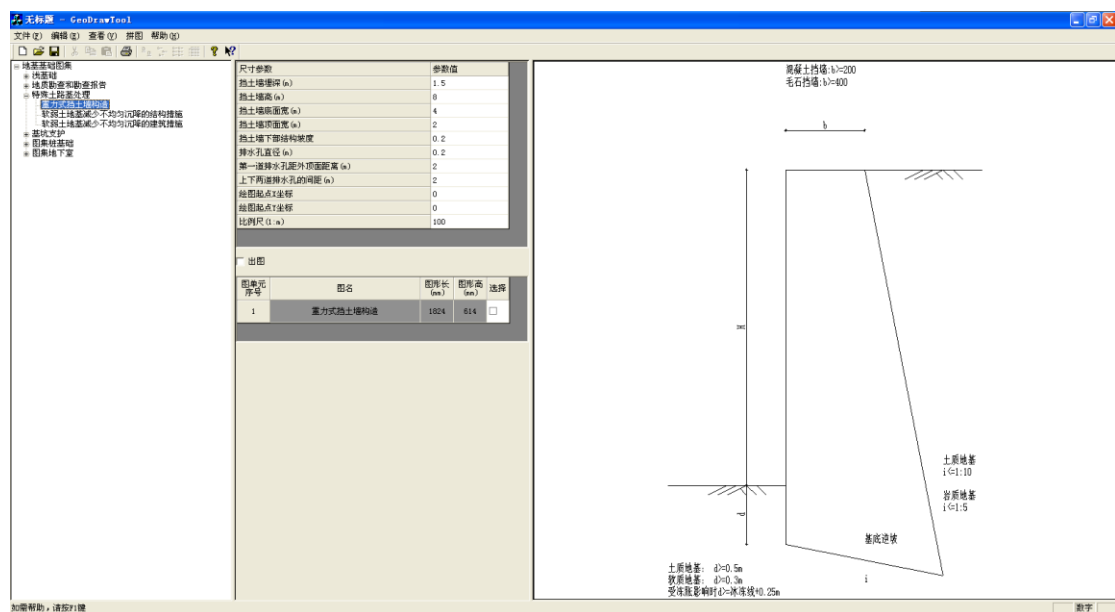 无标题 - GeoDrawTool
文件(F) 编辑(E) 查看(V) 拼图 帮助(H)
地基基础图集
浅基础
地质勘查和勘查报告
特殊土路基处理
重力式挡土墙构造
软弱土地基减少不均匀沉降的结构措施
软弱土地基减少不均匀沉降的建筑措施
基坑支护
图集桩基础
图集地下室
尺寸参数 参数值
挡土墙埋深(m) 1.5
挡土墙高(m) 8
挡土墙底面宽(m) 4
挡土墙顶面宽(m) 2
挡土墙下部结构坡度 0.2
排水孔直径(m) 0.2
第一道排水孔距外顶面距离(m) 2
上下两道排水孔的间距(m) 2
绘图起点X坐标 0
绘图起点Y坐标 0
比例尺(1:m) 100
出图
图单元序号 图名 图形长(mm) 图形高(mm) 选择
1 重力式挡土墙构造 1824 614
混凝土挡墙:b>=200
毛石挡墙:b>=400
b
H
土质地基
i<=1:10
岩质地基
i<=1:5
d
基底逆坡
i
土质地基: d>=0.5m
软质地基: d>=0.3m
受冻胀影响时d>=冰冻线+0.25m
如需帮助，请按F1键
数字